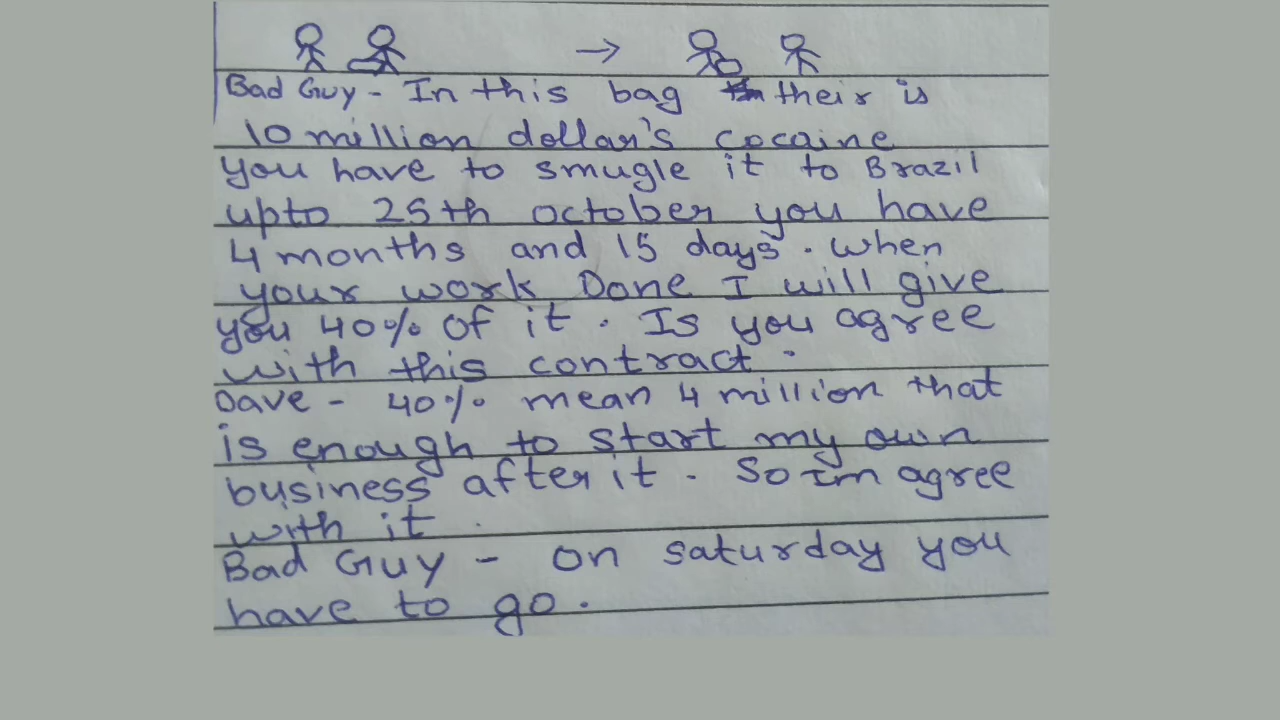 Bad Guy - In this bag their is
10 million dollar's cocaine
you have to smugle it to Brazil
upto 25th october you have
4 months and 15 days. when
your work Done I will give
you 40% of it. Is you agree
with this contract.
Dave - 40% mean 4 million that
is enough to start my own
business after it. So im agree
with it.
Bad Guy - on saturday you
have to go.